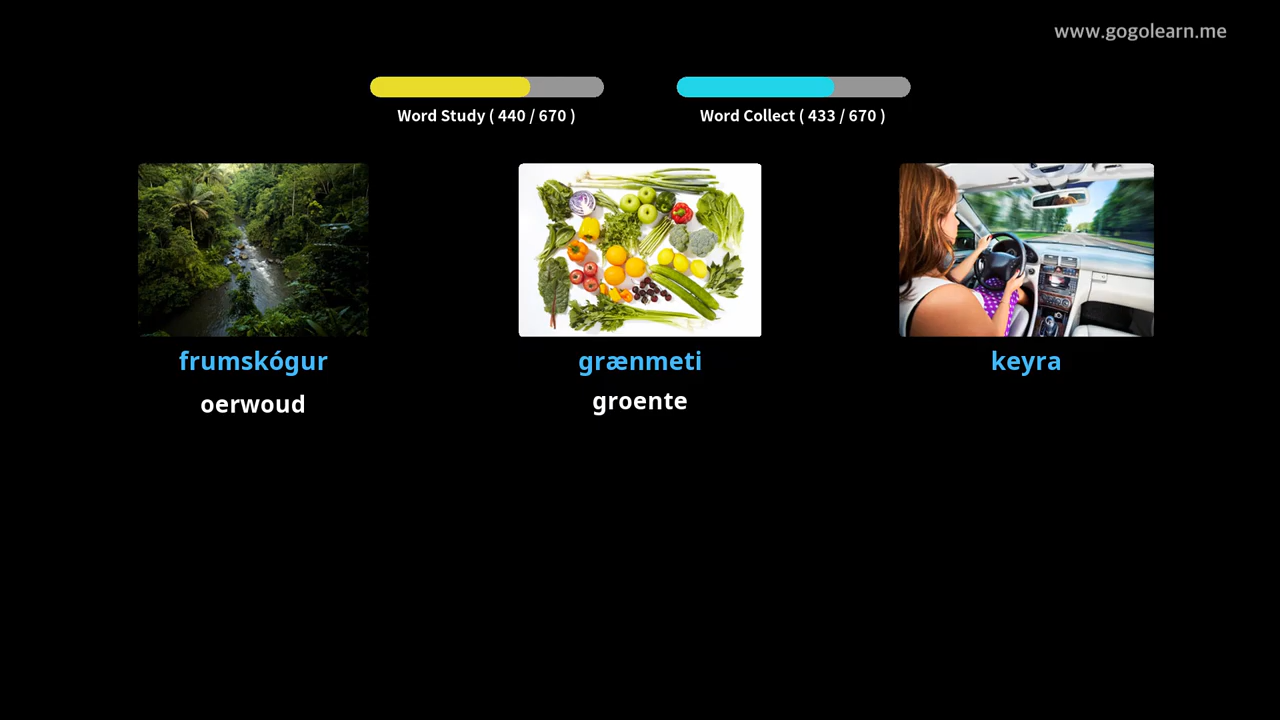 www.gogolearn.me
Word Study ( 440 / 670 )
Word Collect ( 433 / 670 )
frumskógur
oerwoud
grænmeti
groente
keyra